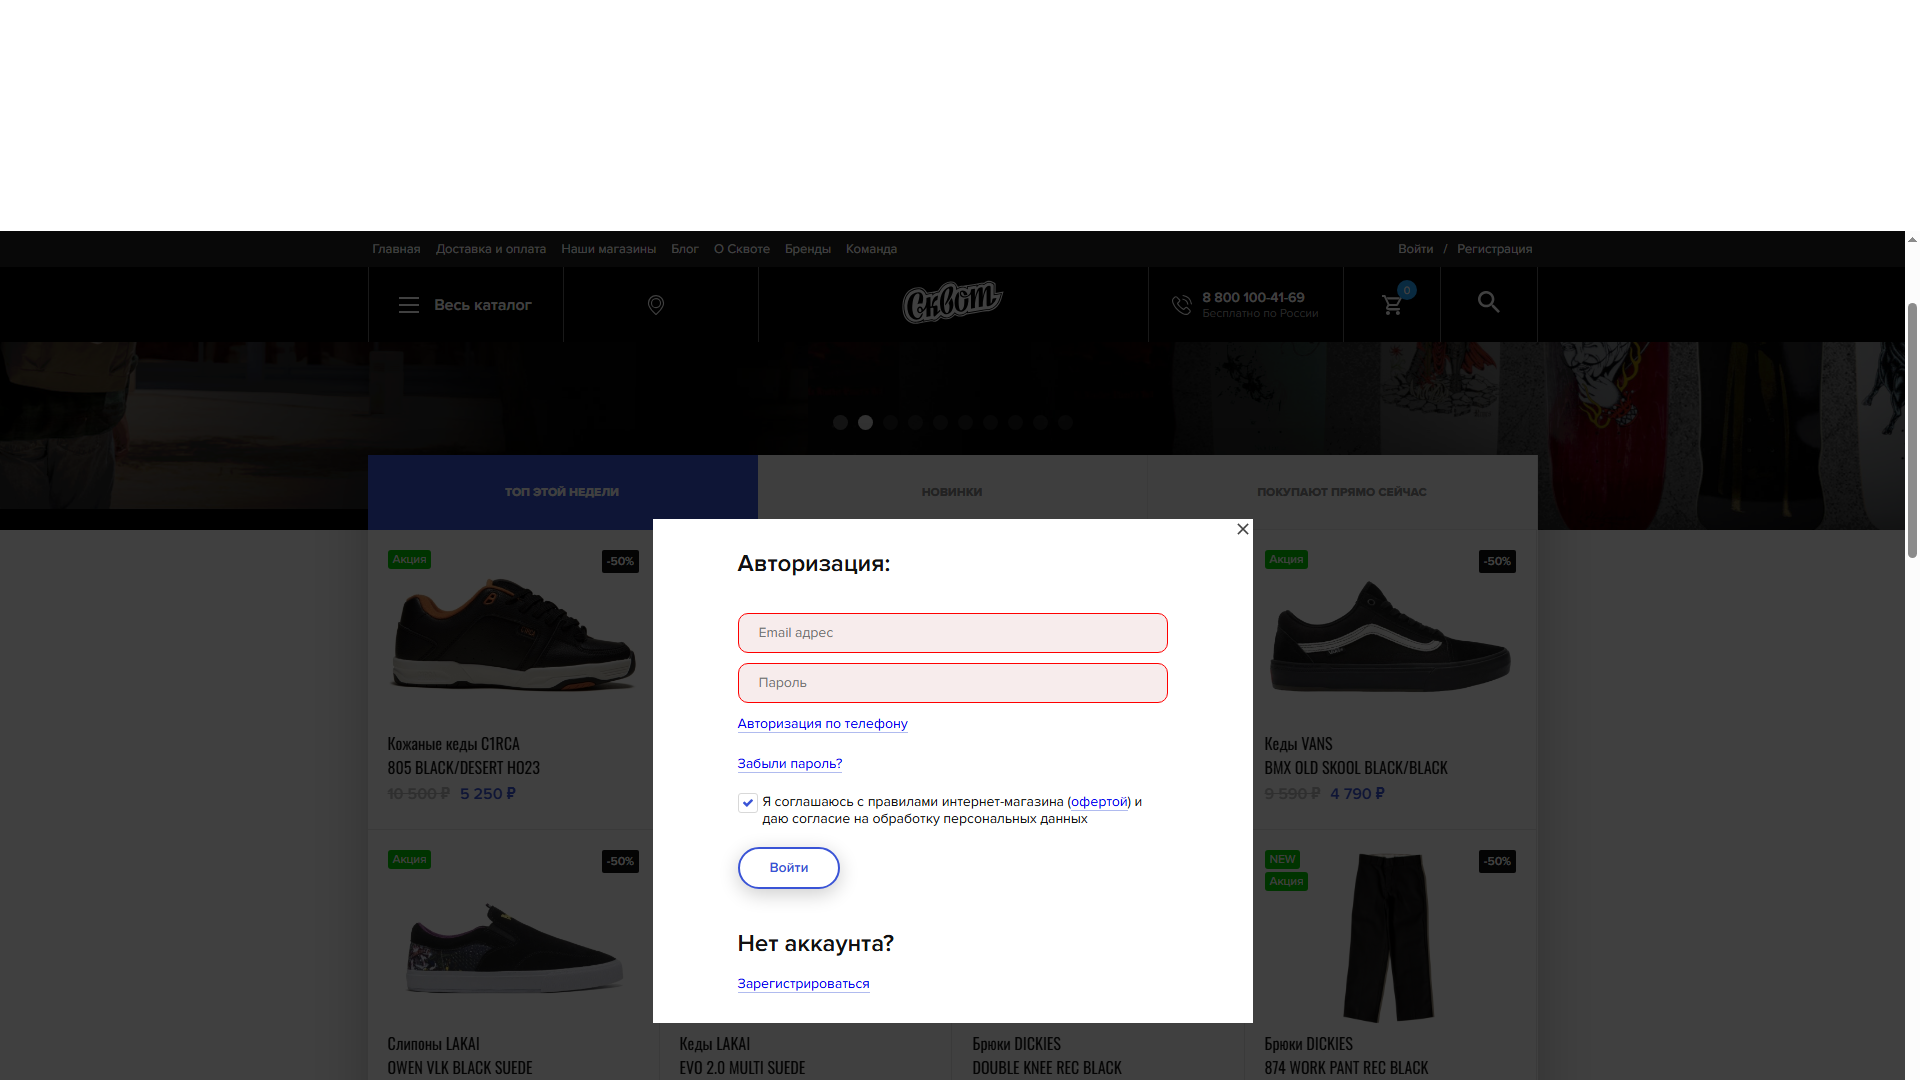 Главная Доставка и оплата Наши магазины Блог О Сквоте Бренды Команда Войти / Регистрация
Весь каталог
Сквот
8 800 100-41-69
Бесплатно по России
0
ТОП ЭТОЙ НЕДЕЛИ
НОВИНКИ
ПОКУПАЮТ ПРЯМО СЕЙЧАС
Акция
-50%
Кожаные кеды C1RCA
805 BLACK/DESERT HO23
10 500 ₽ 5 250 ₽
Авторизация:
Email адрес
Пароль
Авторизация по телефону
Забыли пароль?
Я соглашаюсь с правилами интернет-магазина (офертой) и
даю согласие на обработку персональных данных
Войти
Нет аккаунта?
Зарегистрироваться
Акция
-50%
Кеды VANS
BMX OLD SKOOL BLACK/BLACK
9 590 ₽ 4 790 ₽
Акция
-50%
Слипоны LAKAI
OWEN VLK BLACK SUEDE
Кеды LAKAI
EVO 2.0 MULTI SUEDE
Брюки DICKIES
DOUBLE KNEE REC BLACK
NEW
Акция
-50%
Брюки DICKIES
874 WORK PANT REC BLACK